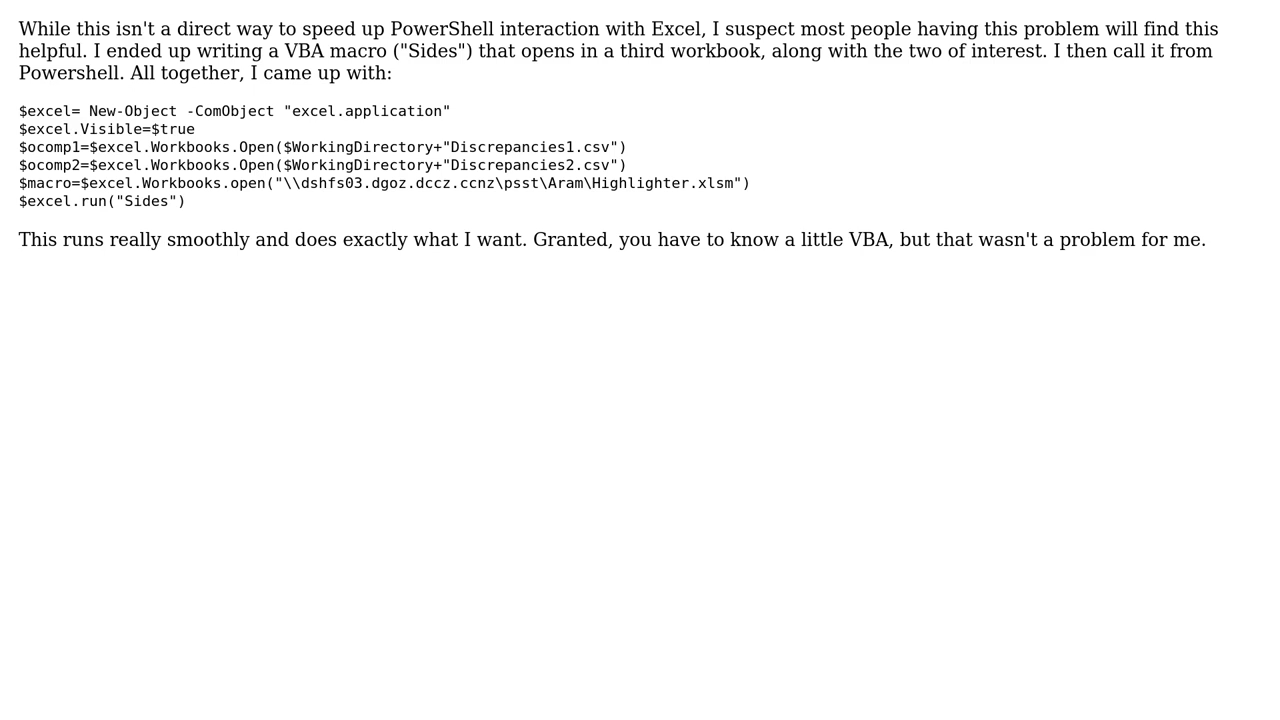 While this isn't a direct way to speed up PowerShell interaction with Excel, I suspect most people having this problem will find this
helpful. I ended up writing a VBA macro ("Sides") that opens in a third workbook, along with the two of interest. I then call it from
Powershell. All together, I came up with:
$excel= New-Object -ComObject "excel.application"
$excel.Visible=$true
$ocomp1=$excel.Workbooks.Open($WorkingDirectory+"Discrepancies1.csv")
$ocomp2=$excel.Workbooks.Open($WorkingDirectory+"Discrepancies2.csv")
$macro=$excel.Workbooks.open("\\dshfs03.dgoz.dccz.ccnz\psst\Aram\Highlighter.xlsm")
$excel.run("Sides")
This runs really smoothly and does exactly what I want. Granted, you have to know a little VBA, but that wasn't a problem for me.